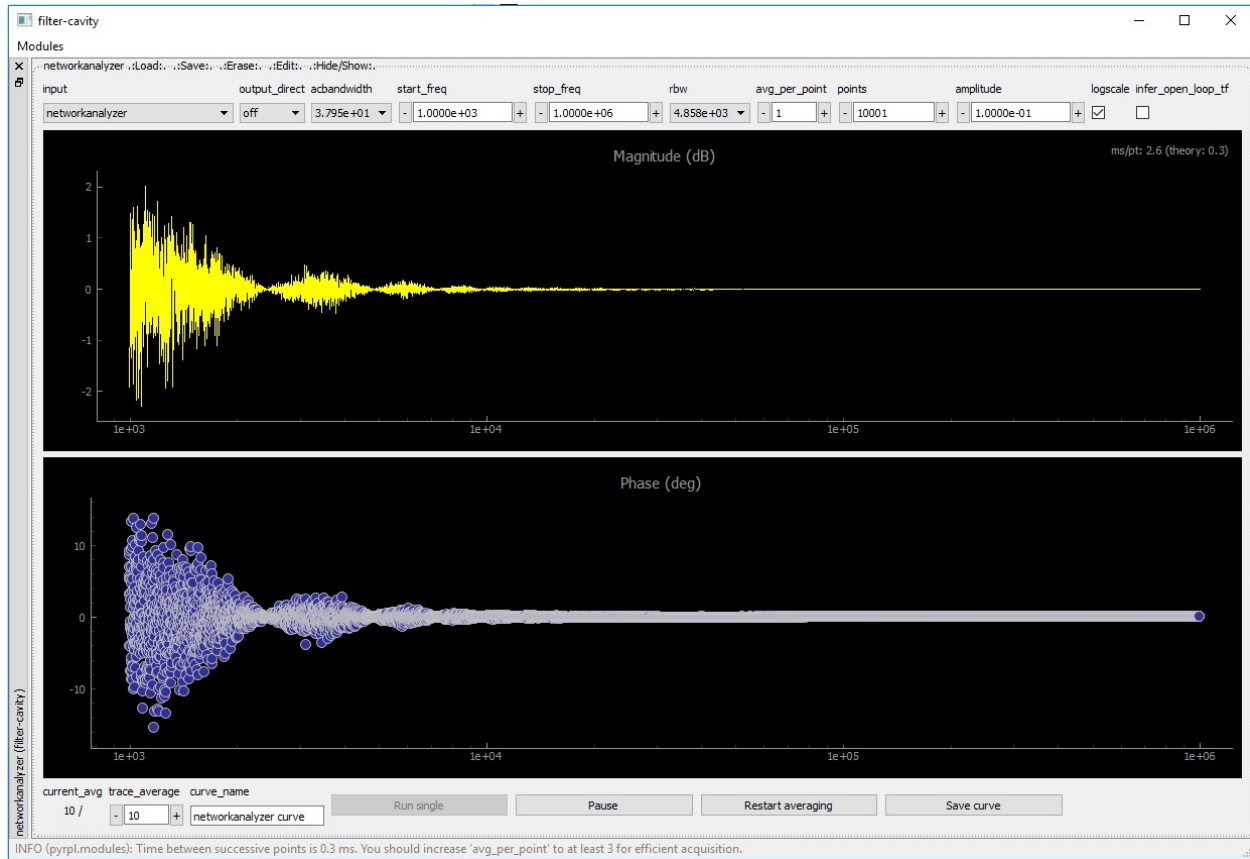 filter-cavity
Modules
networkanalyzer .:Load:. .:Save:. .:Erase:. .:Edit:. .:Hide/Show:.
input output_direct acbandwidth start_freq stop_freq rbw avg_per_point points amplitude logscale infer_open_loop_tf
networkanalyzer off 3.795e+01 - 1.0000e+03 + - 1.0000e+06 + 4.858e+03 - 1 + - 10001 + - 1.0000e-01 +
Magnitude (dB)
ms/pt: 2.6 (theory: 0.3)
2
1
0
-1
-2
1e+03 1e+04 1e+05 1e+06
Phase (deg)
10
0
-10
1e+03 1e+04 1e+05 1e+06
networkanalyzer (filter-cavity)
current_avg trace_average curve_name
10 / - 10 + networkanalyzer curve Run single Pause Restart averaging Save curve
INFO (pyrpl.modules): Time between successive points is 0.3 ms. You should increase 'avg_per_point' to at least 3 for efficient acquisition.